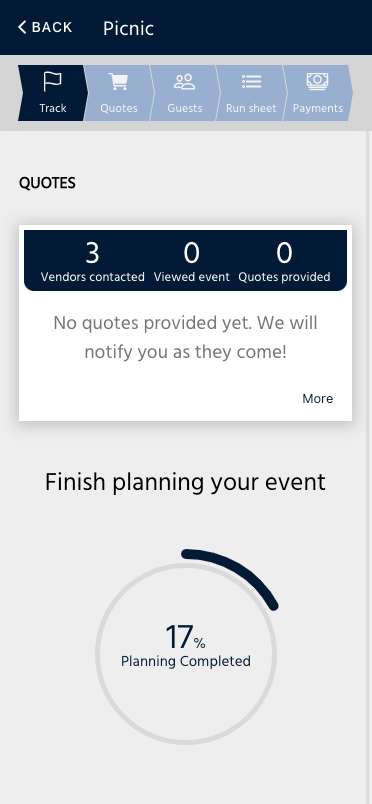 BACK Picnic
Track Quotes Guests Run sheet Payments
QUOTES
3 0 0
Vendors contacted Viewed event Quotes provided
No quotes provided yet. We will
notify you as they come!
More
Finish planning your event
17%
Planning Completed